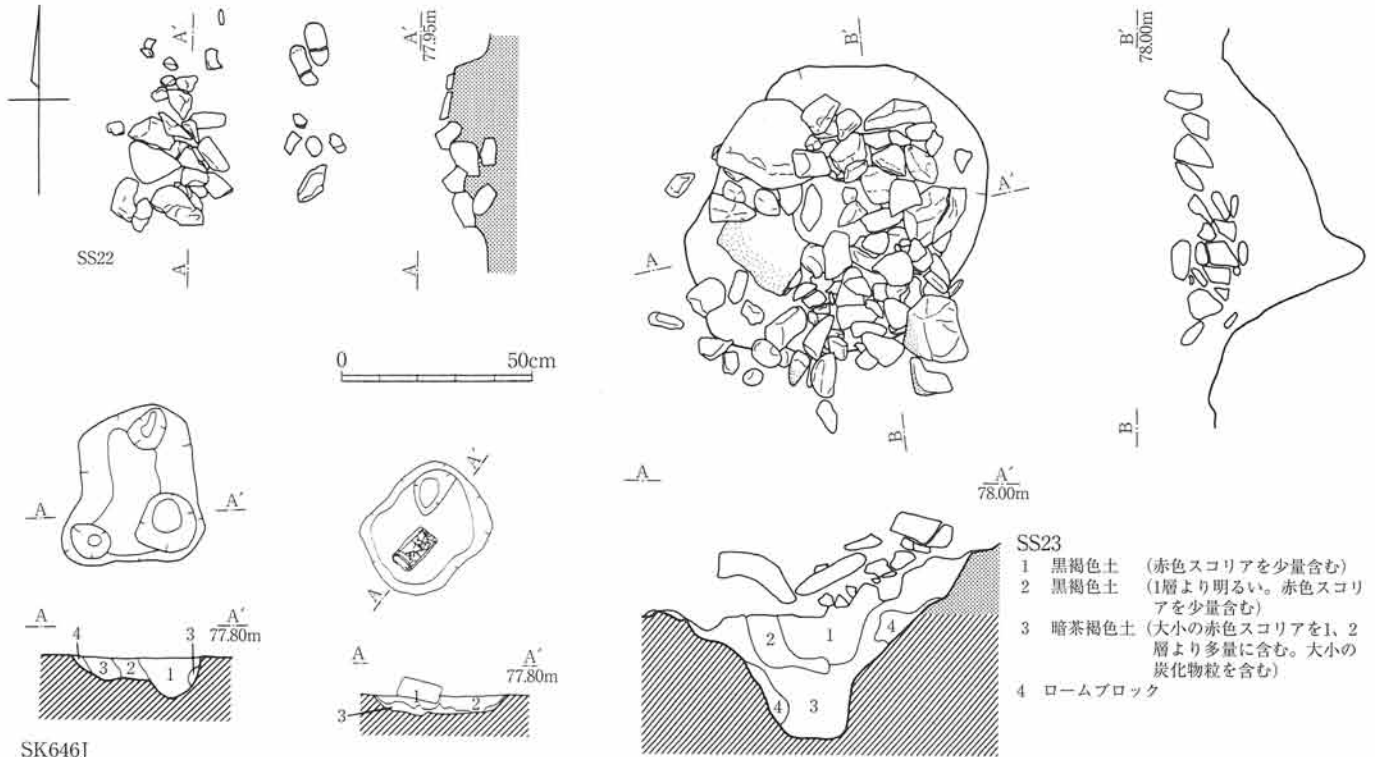 A'
A'
77.95m
SS22
A
A
B'
A'
A
B
B'
78.00m
B
0 50cm
A A'
A A'
77.80m
4 3
3 2 1
SK646J
A'
A
A A'
77.80m
1 2
3
A A'
78.00m
2 1 4
4 3
SS23
1 黒褐色土 (赤色スコリアを少量含む)
2 黒褐色土 (1層より明るい。赤色スコリ
アを少量含む)
3 暗茶褐色土 (大小の赤色スコリアを1、2
層より多量に含む。大小の
炭化物粒を含む)
4 ロームブロック